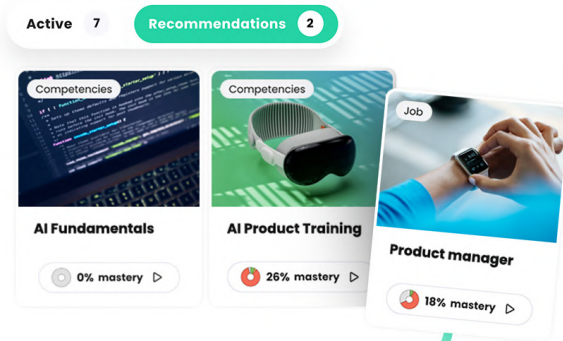 Active 7 Recommendations 2
Competencies
Competencies
Job
AI Fundamentals
AI Product Training
Product manager
0% mastery
26% mastery
18% mastery